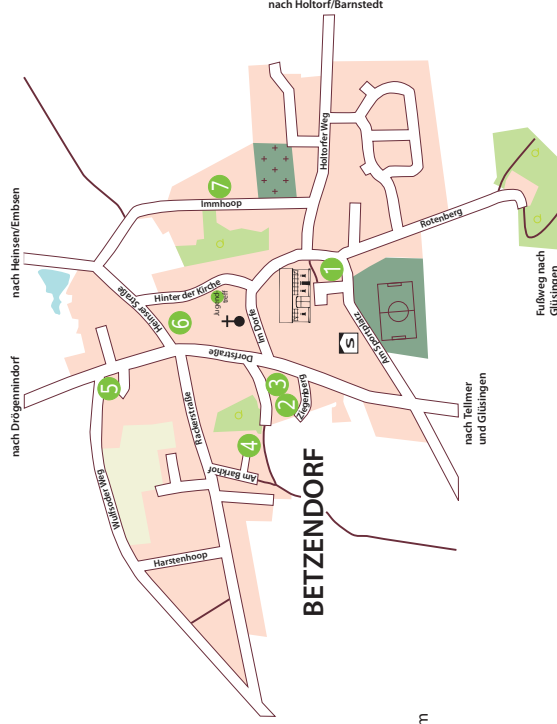 nach Holtorf/Barnstedt
nach Heinsen/Embsen
nach Drögennindorf
Holtorfer Weg
Immhoop
7
Rotenberg
Fußweg nach
Glüsingen
1
Heinser Straße
Hinter der Kirche
Jugend
treff
6
Im Dorfe
Dorfstraße
S
Am Sportplatz
5
3
2
Ziegenberg
nach Tellmer
und Glüsingen
Wulfsoder Weg
Rackerstraße
4
Am Barkhof
Harstenhoop
BETZENDORF
m